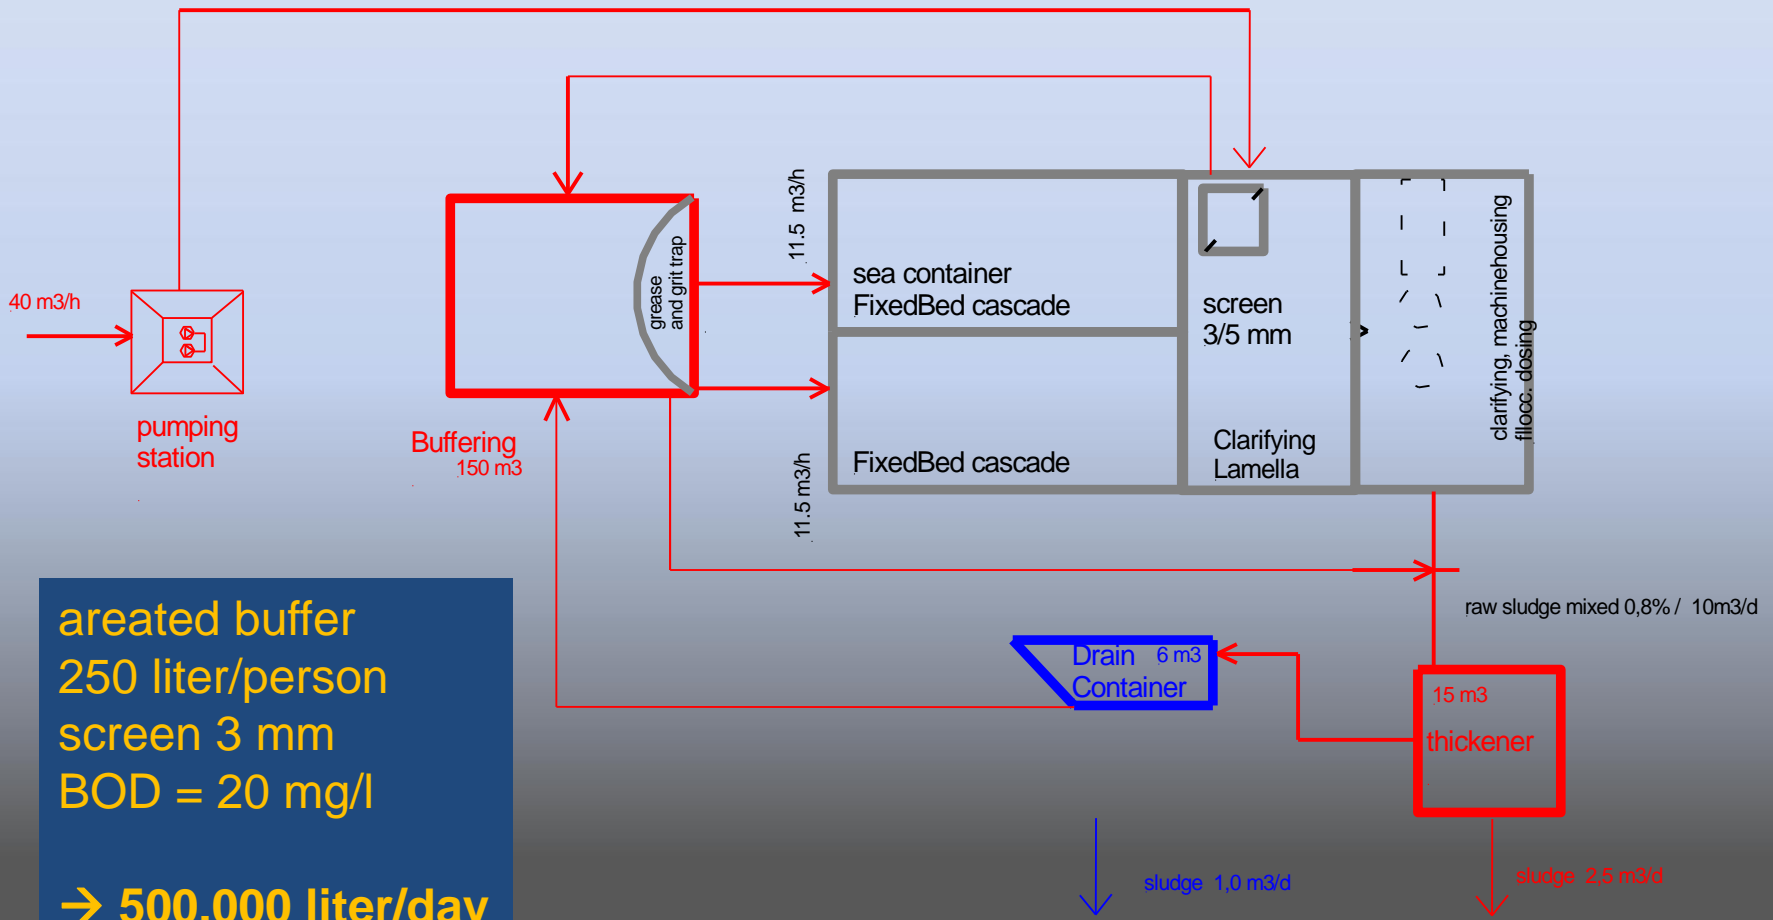 40 m3/h
pumping
station
Buffering
150 m3
grease
and grit trap
11.5 m3/h
11.5 m3/h
sea container
FixedBed cascade
FixedBed cascade
screen
3/5 mm
Clarifying
Lamella
clarifying, machinehousing
fllocc. dosing
raw sludge mixed 0,8% / 10m3/d
Drain 6 m3
Container
15 m3
thickener
sludge 1,0 m3/d
sludge 2,5 m3/d
areated buffer
250 liter/person
screen 3 mm
BOD = 20 mg/l
→ 500.000 liter/day